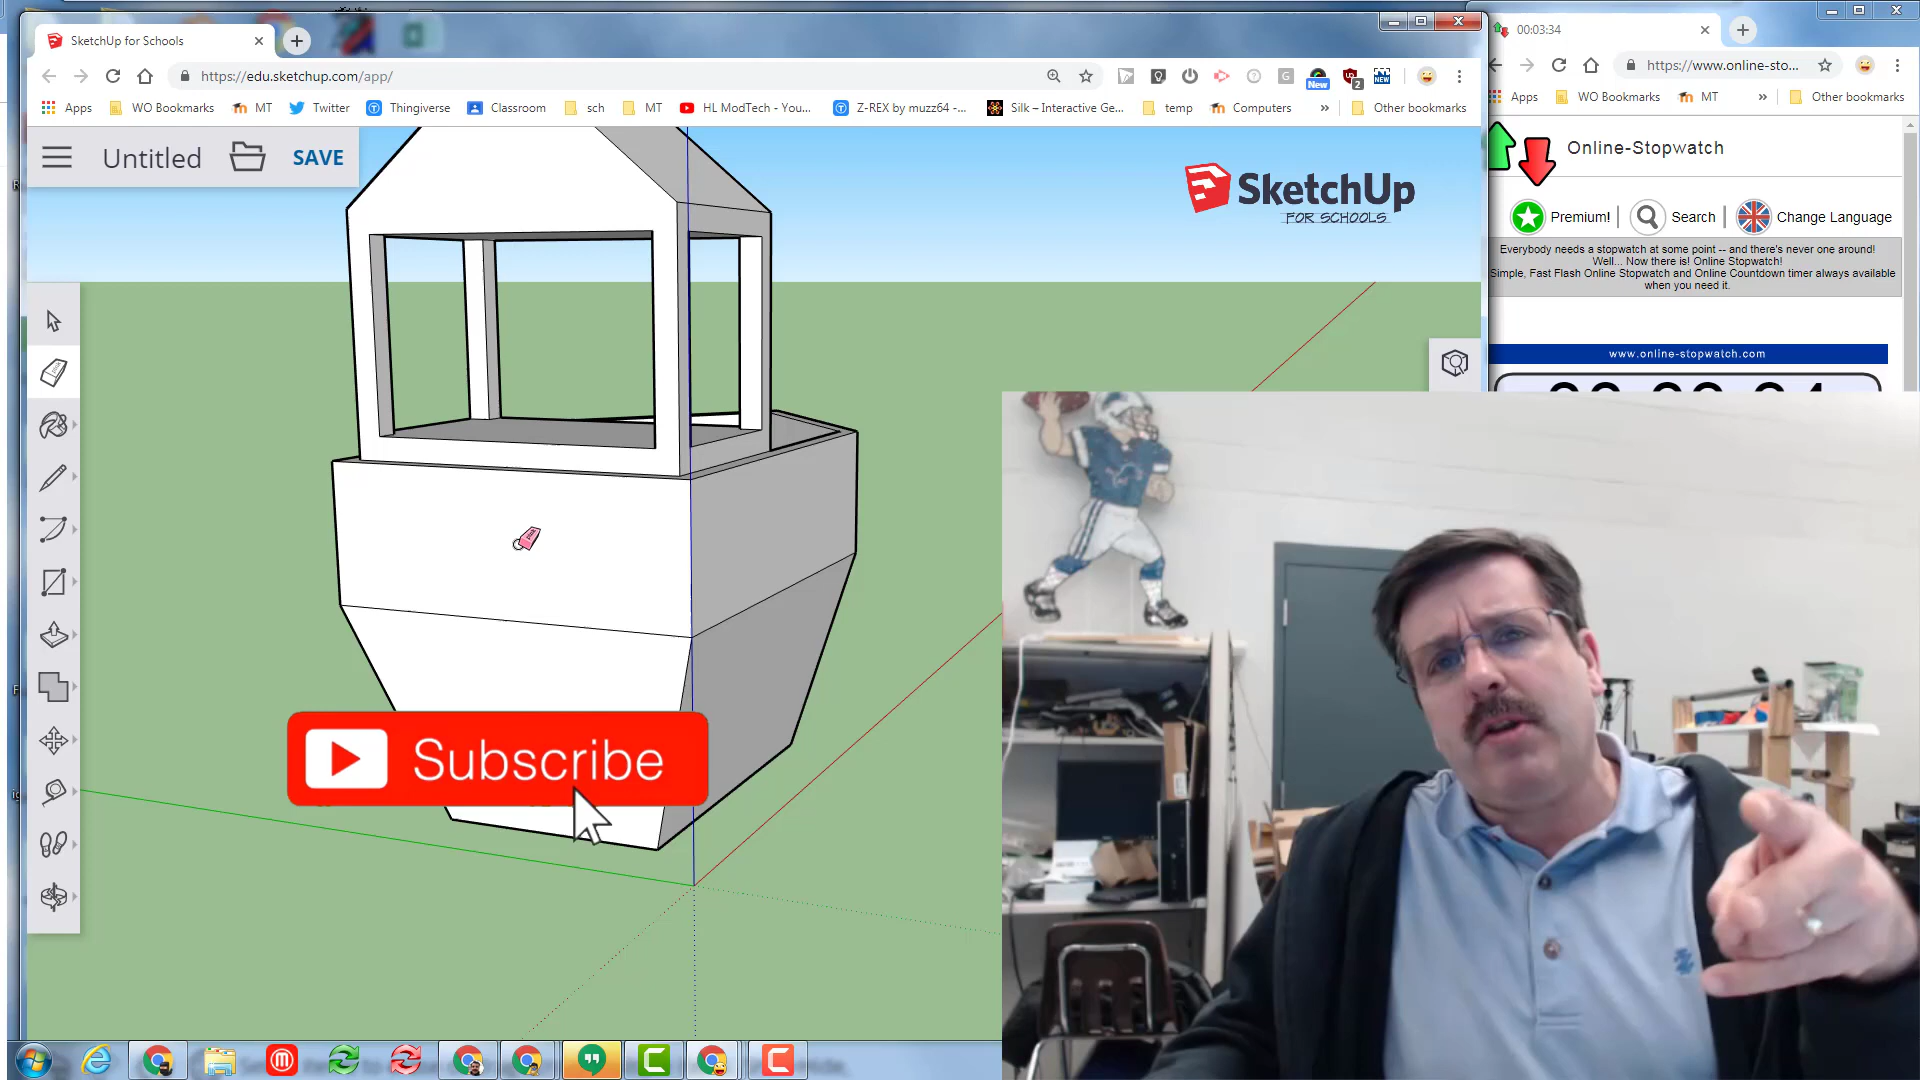 SketchUp for Schools
00:03:34
https://edu.sketchup.com/app/
https://www.online-sto...
New
2
NEW
Apps
WO Bookmarks
MT
Twitter
Thingiverse
Classroom
sch
MT
HL ModTech - You...
Z-REX by muzz64 -...
Silk – Interactive Ge...
temp
Computers
»
Other bookmarks
Apps
WO Bookmarks
MT
»
Other bookmarks
Untitled
SAVE
SketchUp
FOR SCHOOLS
Online-Stopwatch
Premium! |
Search |
Change Language
Everybody needs a stopwatch at some point -- and there's never one around!
Well... Now there is! Online Stopwatch!
Simple, Fast Flash Online Stopwatch and Online Countdown timer always available
when you need it.
www.online-stopwatch.com
Subscribe